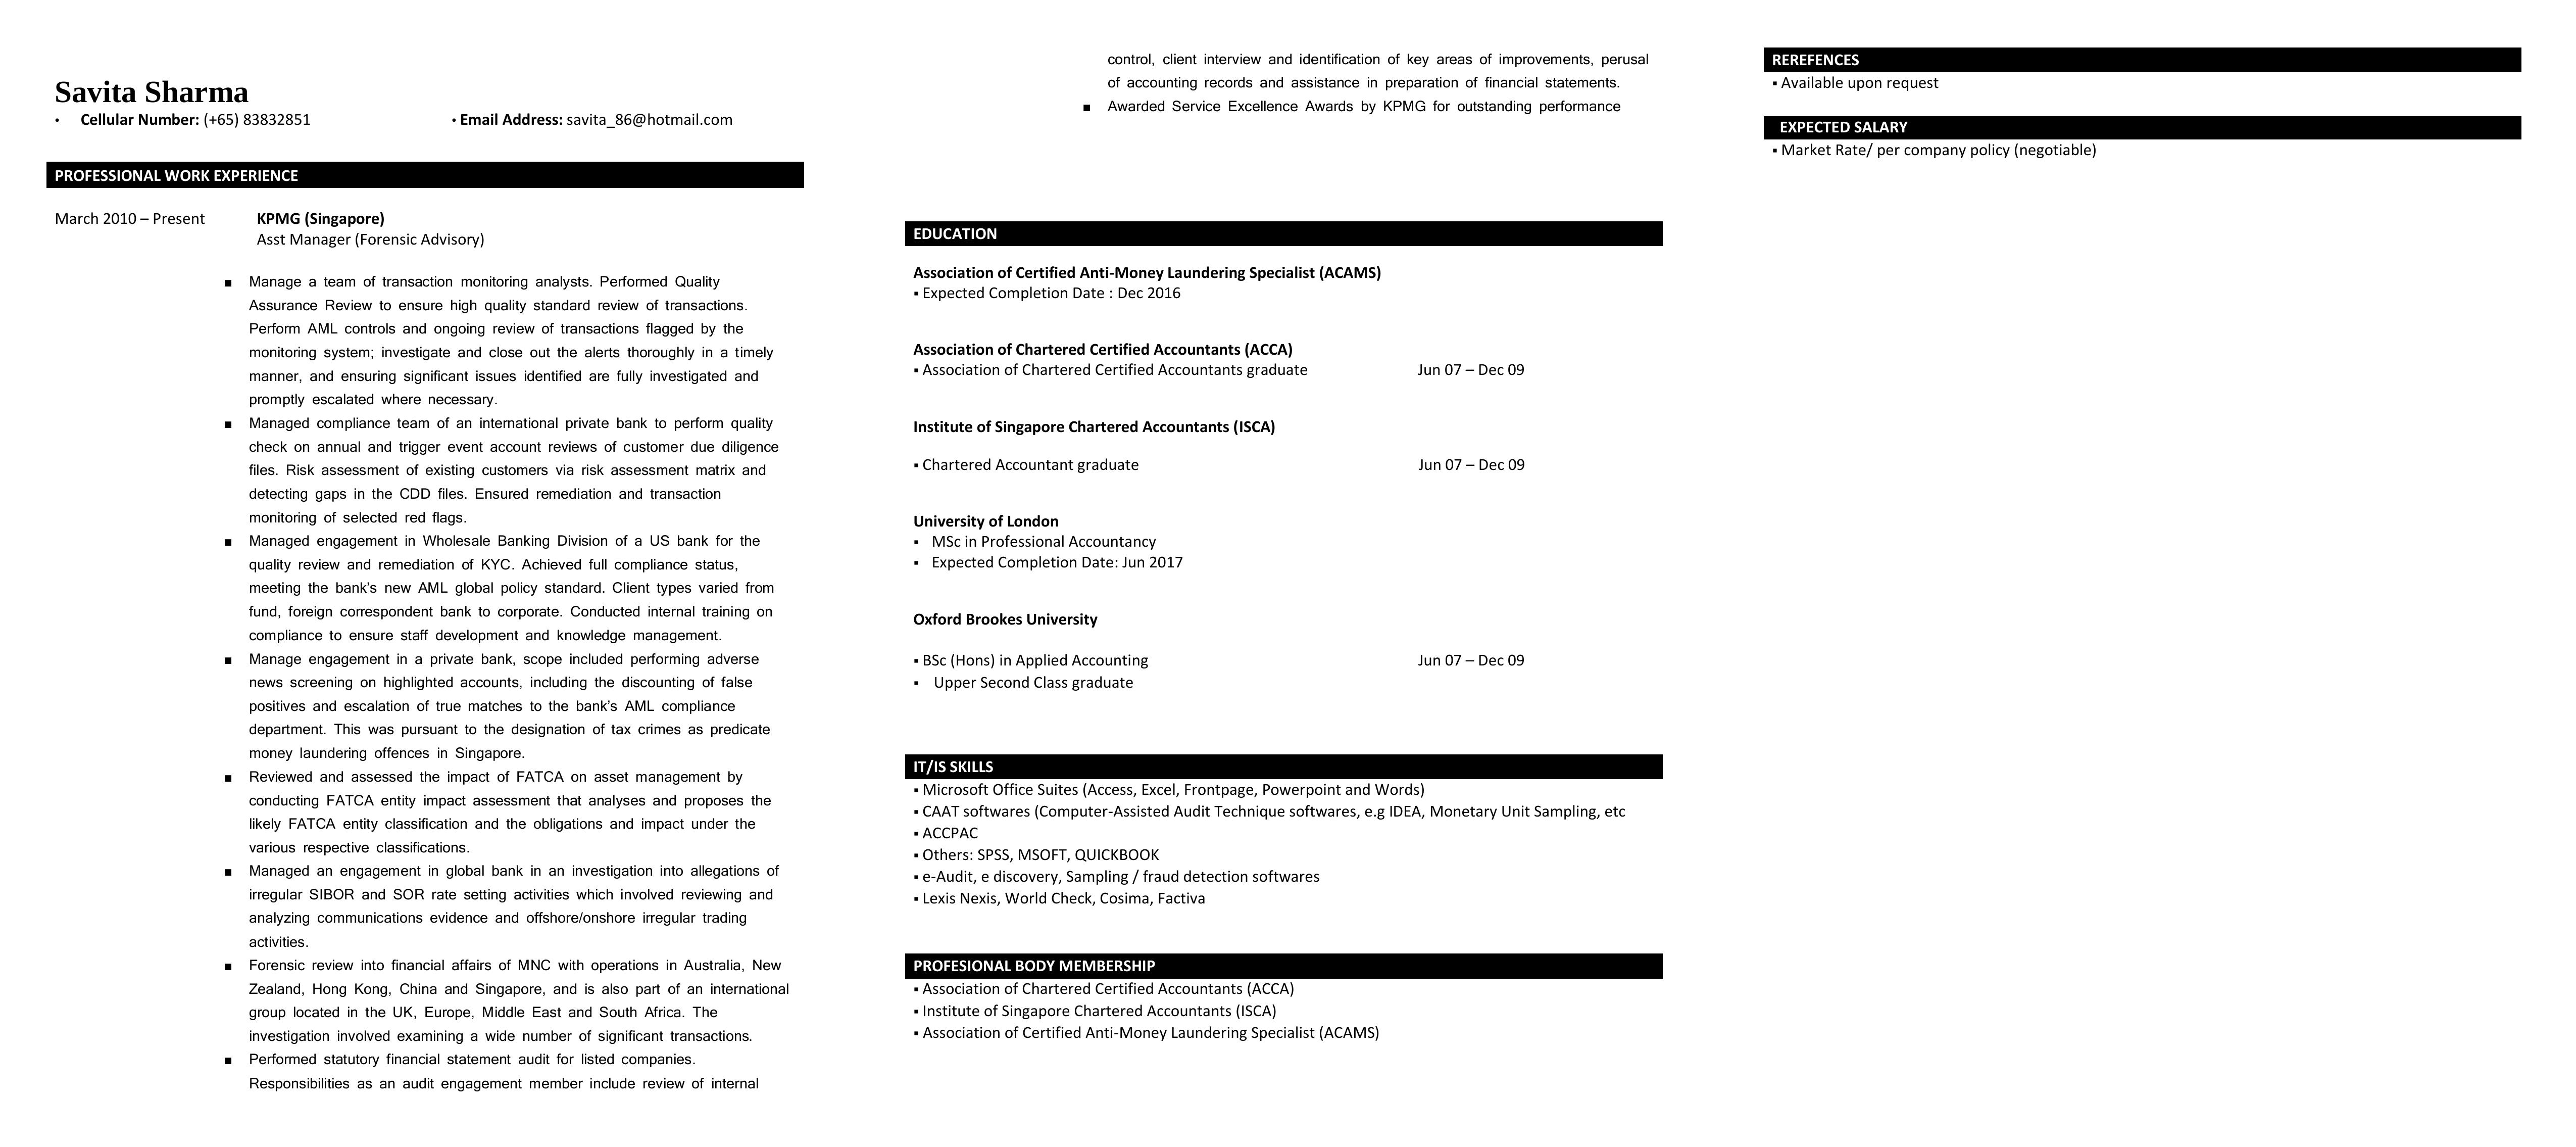 Savita Sharma
• Cellular Number: (+65) 83832851 • Email Address: savita_86@hotmail.com
PROFESSIONAL WORK EXPERIENCE
March 2010 – Present KPMG (Singapore)
Asst Manager (Forensic Advisory)
▪ Manage a team of transaction monitoring analysts. Performed Quality
Assurance Review to ensure high quality standard review of transactions.
Perform AML controls and ongoing review of transactions flagged by the
monitoring system; investigate and close out the alerts thoroughly in a timely
manner, and ensuring significant issues identified are fully investigated and
promptly escalated where necessary.
▪ Managed compliance team of an international private bank to perform quality
check on annual and trigger event account reviews of customer due diligence
files. Risk assessment of existing customers via risk assessment matrix and
detecting gaps in the CDD files. Ensured remediation and transaction
monitoring of selected red flags.
▪ Managed engagement in Wholesale Banking Division of a US bank for the
quality review and remediation of KYC. Achieved full compliance status,
meeting the bank’s new AML global policy standard. Client types varied from
fund, foreign correspondent bank to corporate. Conducted internal training on
compliance to ensure staff development and knowledge management.
▪ Manage engagement in a private bank, scope included performing adverse
news screening on highlighted accounts, including the discounting of false
positives and escalation of true matches to the bank’s AML compliance
department. This was pursuant to the designation of tax crimes as predicate
money laundering offences in Singapore.
▪ Reviewed and assessed the impact of FATCA on asset management by
conducting FATCA entity impact assessment that analyses and proposes the
likely FATCA entity classification and the obligations and impact under the
various respective classifications.
▪ Managed an engagement in global bank in an investigation into allegations of
irregular SIBOR and SOR rate setting activities which involved reviewing and
analyzing communications evidence and offshore/onshore irregular trading
activities.
▪ Forensic review into financial affairs of MNC with operations in Australia, New
Zealand, Hong Kong, China and Singapore, and is also part of an international
group located in the UK, Europe, Middle East and South Africa. The
investigation involved examining a wide number of significant transactions.
▪ Performed statutory financial statement audit for listed companies.
Responsibilities as an audit engagement member include review of internal
control, client interview and identification of key areas of improvements, perusal
of accounting records and assistance in preparation of financial statements.
▪ Awarded Service Excellence Awards by KPMG for outstanding performance
EDUCATION
Association of Certified Anti-Money Laundering Specialist (ACAMS)
▪ Expected Completion Date : Dec 2016
Association of Chartered Certified Accountants (ACCA)
▪ Association of Chartered Certified Accountants graduate Jun 07 – Dec 09
Institute of Singapore Chartered Accountants (ISCA)
▪ Chartered Accountant graduate Jun 07 – Dec 09
University of London
▪ MSc in Professional Accountancy
▪ Expected Completion Date: Jun 2017
Oxford Brookes University
▪ BSc (Hons) in Applied Accounting Jun 07 – Dec 09
▪ Upper Second Class graduate
IT/IS SKILLS
▪ Microsoft Office Suites (Access, Excel, Frontpage, Powerpoint and Words)
▪ CAAT softwares (Computer-Assisted Audit Technique softwares, e.g IDEA, Monetary Unit Sampling, etc
▪ ACCPAC
▪ Others: SPSS, MSOFT, QUICKBOOK
▪ e-Audit, e discovery, Sampling / fraud detection softwares
▪ Lexis Nexis, World Check, Cosima, Factiva
PROFESIONAL BODY MEMBERSHIP
▪ Association of Chartered Certified Accountants (ACCA)
▪ Institute of Singapore Chartered Accountants (ISCA)
▪ Association of Certified Anti-Money Laundering Specialist (ACAMS)
REREFENCES
▪ Available upon request
EXPECTED SALARY
▪ Market Rate/ per company policy (negotiable)